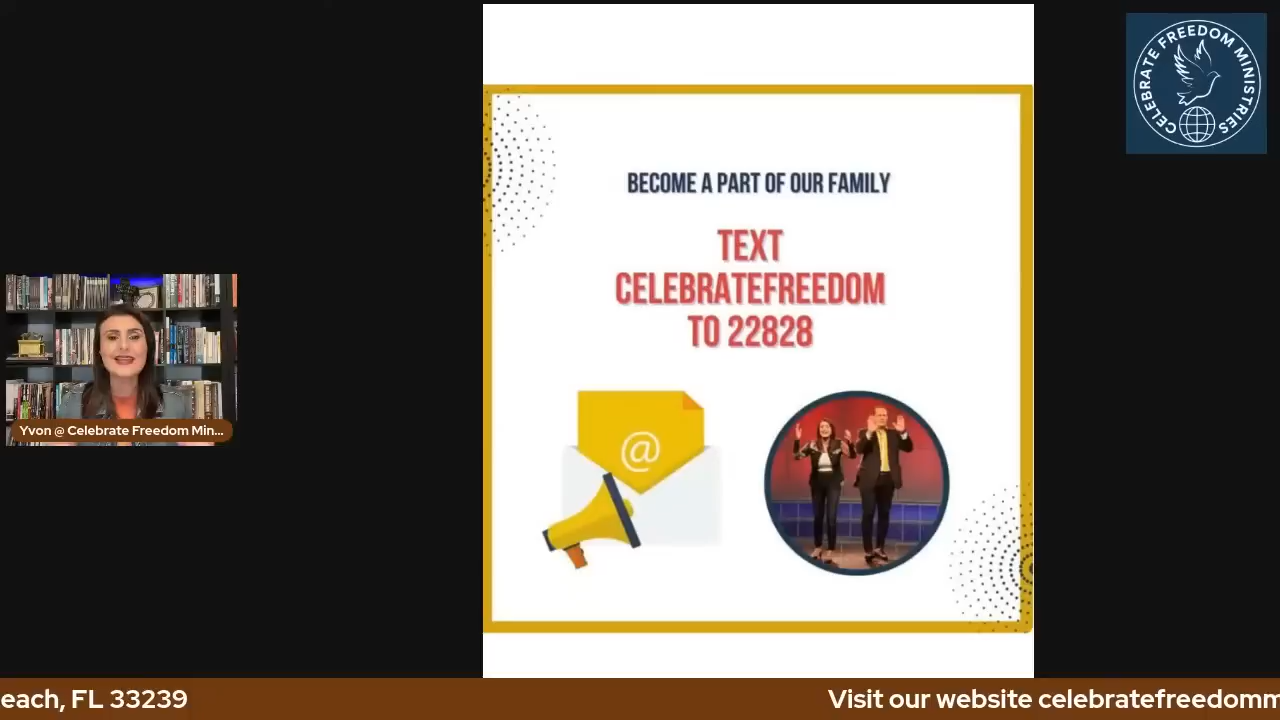 CELEBRATE FREEDOM MINISTRIES
BECOME A PART OF OUR FAMILY
TEXT
CELEBRATEFREEDOM
TO 22828
@
Yvon @ Celebrate Freedom Min...
each, FL 33239
Visit our website celebratefreedomm